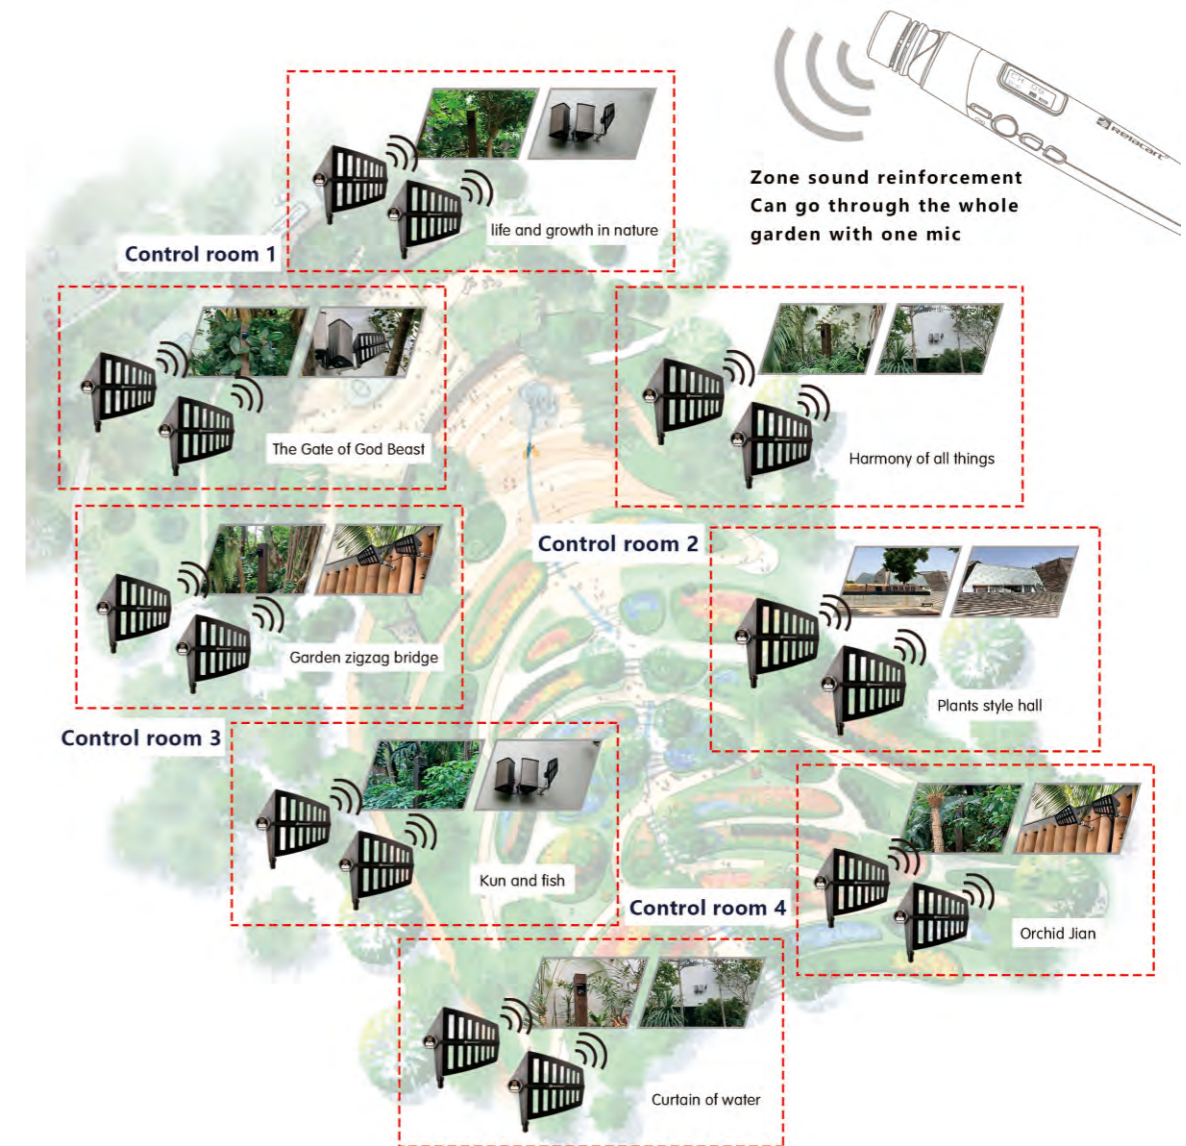 Relacart
Zone sound reinforcement
Can go through the whole
garden with one mic
life and growth in nature
Control room 1
The Gate of God Beast
Harmony of all things
Control room 2
Garden zigzag bridge
Plants style hall
Control room 3
Kun and fish
Control room 4
Orchid Jian
Curtain of water